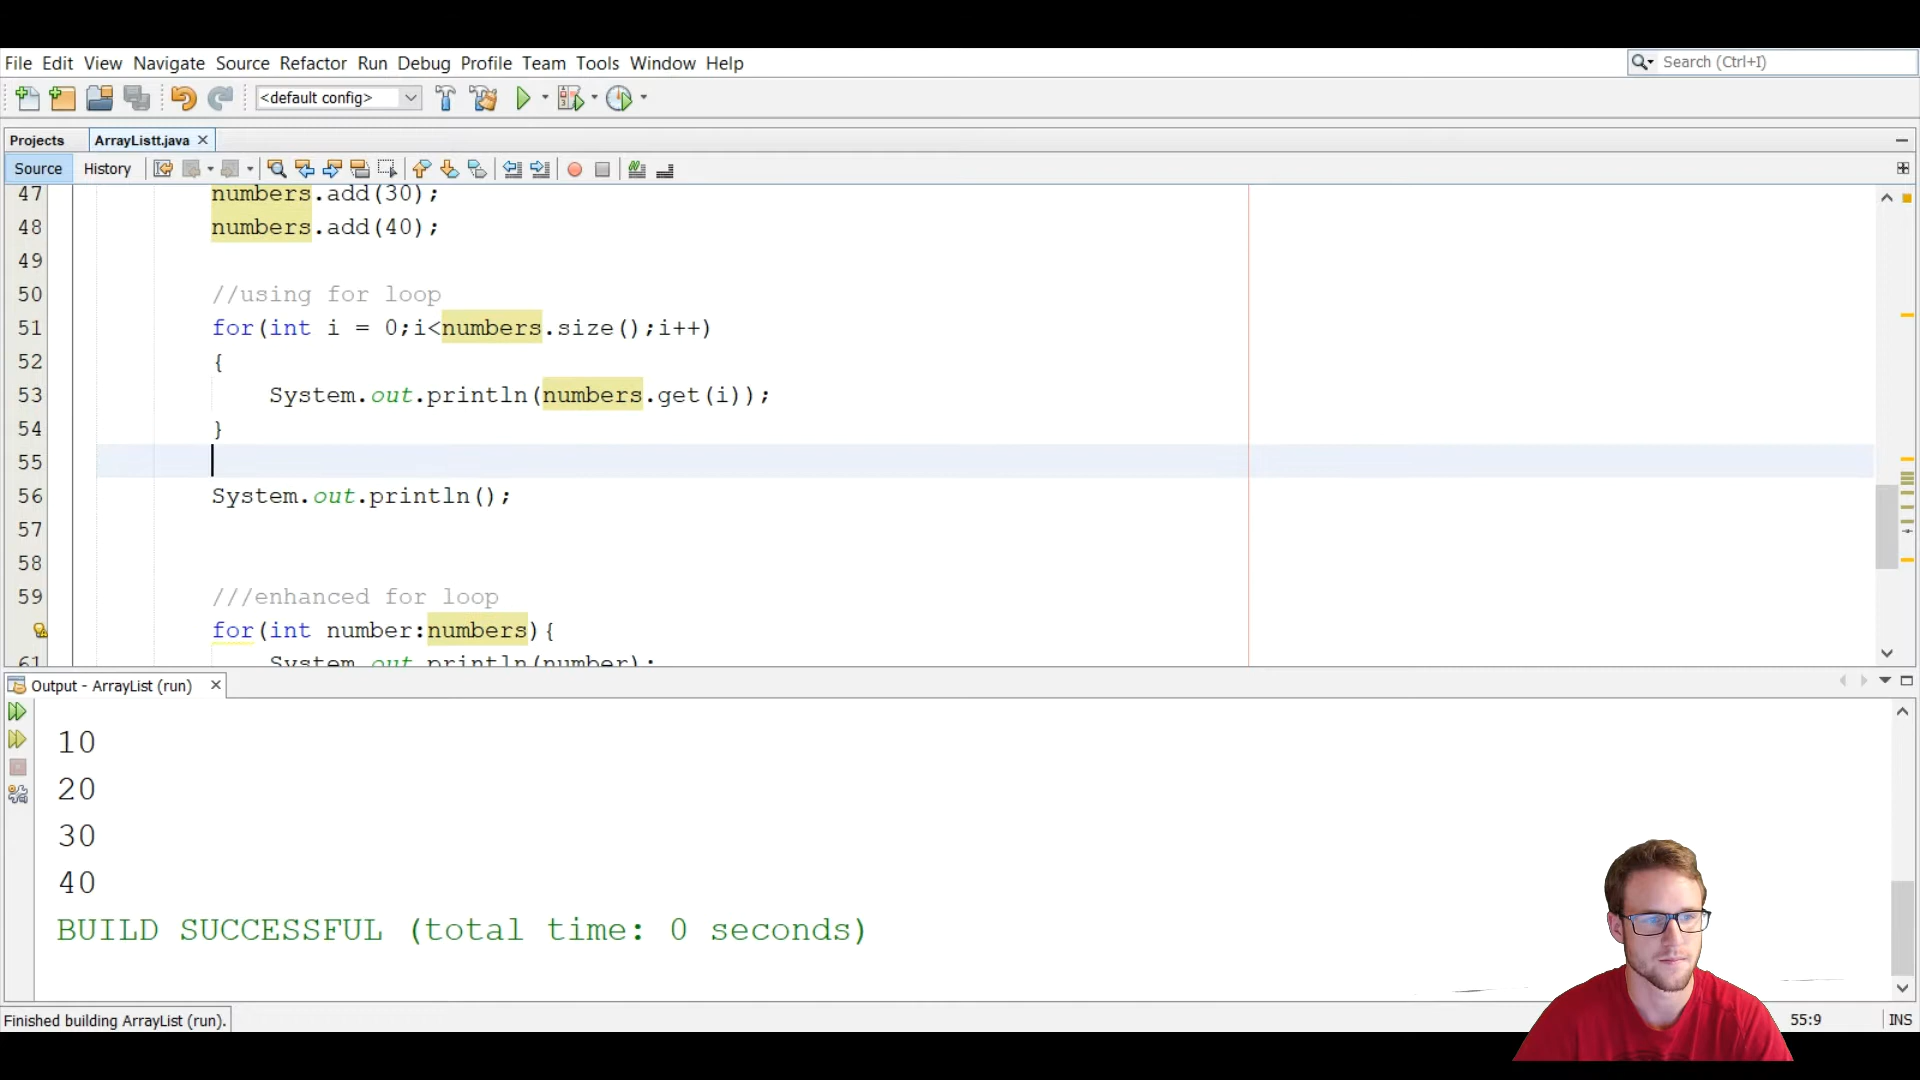 File Edit View Navigate Source Refactor Run Debug Profile Team Tools Window Help
Search (Ctrl+I)
<default config>
Projects ArrayListt.java
Source History
47 numbers.add(30);
48 numbers.add(40);
49
50 //using for loop
51 for(int i = 0;i<numbers.size();i++)
52 {
53 System.out.println(numbers.get(i));
54 }
55
56 System.out.println();
57
58
59 ///enhanced for loop
for(int number:numbers){
61 System.out.println(number);
Output - ArrayList (run)
10
20
30
40
BUILD SUCCESSFUL (total time: 0 seconds)
Finished building ArrayList (run).
55:9 INS